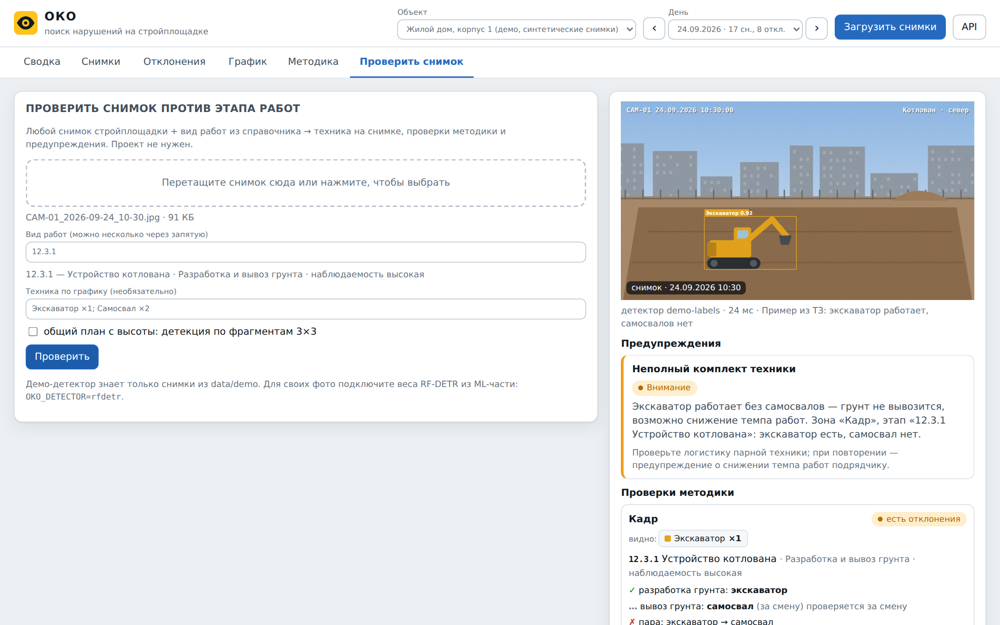 ОКО
поиск нарушений на стройплощадке
Объект
Жилой дом, корпус 1 (демо, синтетические снимки)
‹
День
24.09.2026 · 17 сн., 8 откл.
›
Загрузить снимки
API
Сводка
Снимки
Отклонения
График
Методика
Проверить снимок
ПРОВЕРИТЬ СНИМОК ПРОТИВ ЭТАПА РАБОТ
Любой снимок стройплощадки + вид работ из справочника → техника на снимке, проверки методики и
предупреждения. Проект не нужен.
Перетащите снимок сюда или нажмите, чтобы выбрать
CAM-01_2026-09-24_10-30.jpg · 91 КБ
Вид работ (можно несколько через запятую)
12.3.1
12.3.1 — Устройство котлована · Разработка и вывоз грунта · наблюдаемость высокая
Техника по графику (необязательно)
Экскаватор ×1; Самосвал ×2
общий план с высоты: детекция по фрагментам 3×3
Проверить
Демо-детектор знает только снимки из data/demo. Для своих фото подключите веса RF-DETR из ML-части:
OKO_DETECTOR=rfdetr.
CAM-01 24.09.2026 10:30:00
Котлован · север
Экскаватор 0.92
снимок · 24.09.2026 10:30
детектор demo-labels · 24 мс · Пример из ТЗ: экскаватор работает,
самосвалов нет
Предупреждения
Неполный комплект техники
Внимание
Экскаватор работает без самосвалов — грунт не вывозится,
возможно снижение темпа работ. Зона «Кадр», этап «12.3.1
Устройство котлована»: экскаватор есть, самосвал нет.
Проверьте логистику парной техники; при повторении —
предупреждение о снижении темпа работ подрядчику.
Проверки методики
Кадр
есть отклонения
видно: Экскаватор ×1
12.3.1 Устройство котлована · Разработка и вывоз грунта ·
наблюдаемость высокая
✓ разработка грунта: экскаватор
… вывоз грунта: самосвал (за смену) проверяется за смену
✗ пара: экскаватор → самосвал